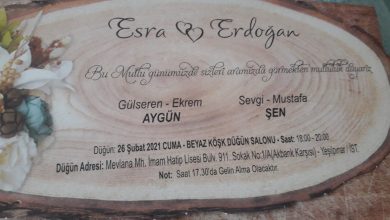 Esra Erdoğan
Bu Mutlu günümüzde sizleri aramızda görmekten mutluluk duyarız
Gülseren - Ekrem
AYGÜN
Sevgi - Mustafa
ŞEN
Düğün: 26 Şubat 2021 CUMA - BEYAZ KÖŞK DÜĞÜN SALONU - Saat: 18:00 - 20:00
Düğün Adresi: Mevlana Mh. İmam Hatip Lisesi Bulv. 911. Sokak No:1/A(Akbank Karşısı) - Yeşilpınar / İST.
Not: Saat 17.30'da Gelin Alma Olacaktır.